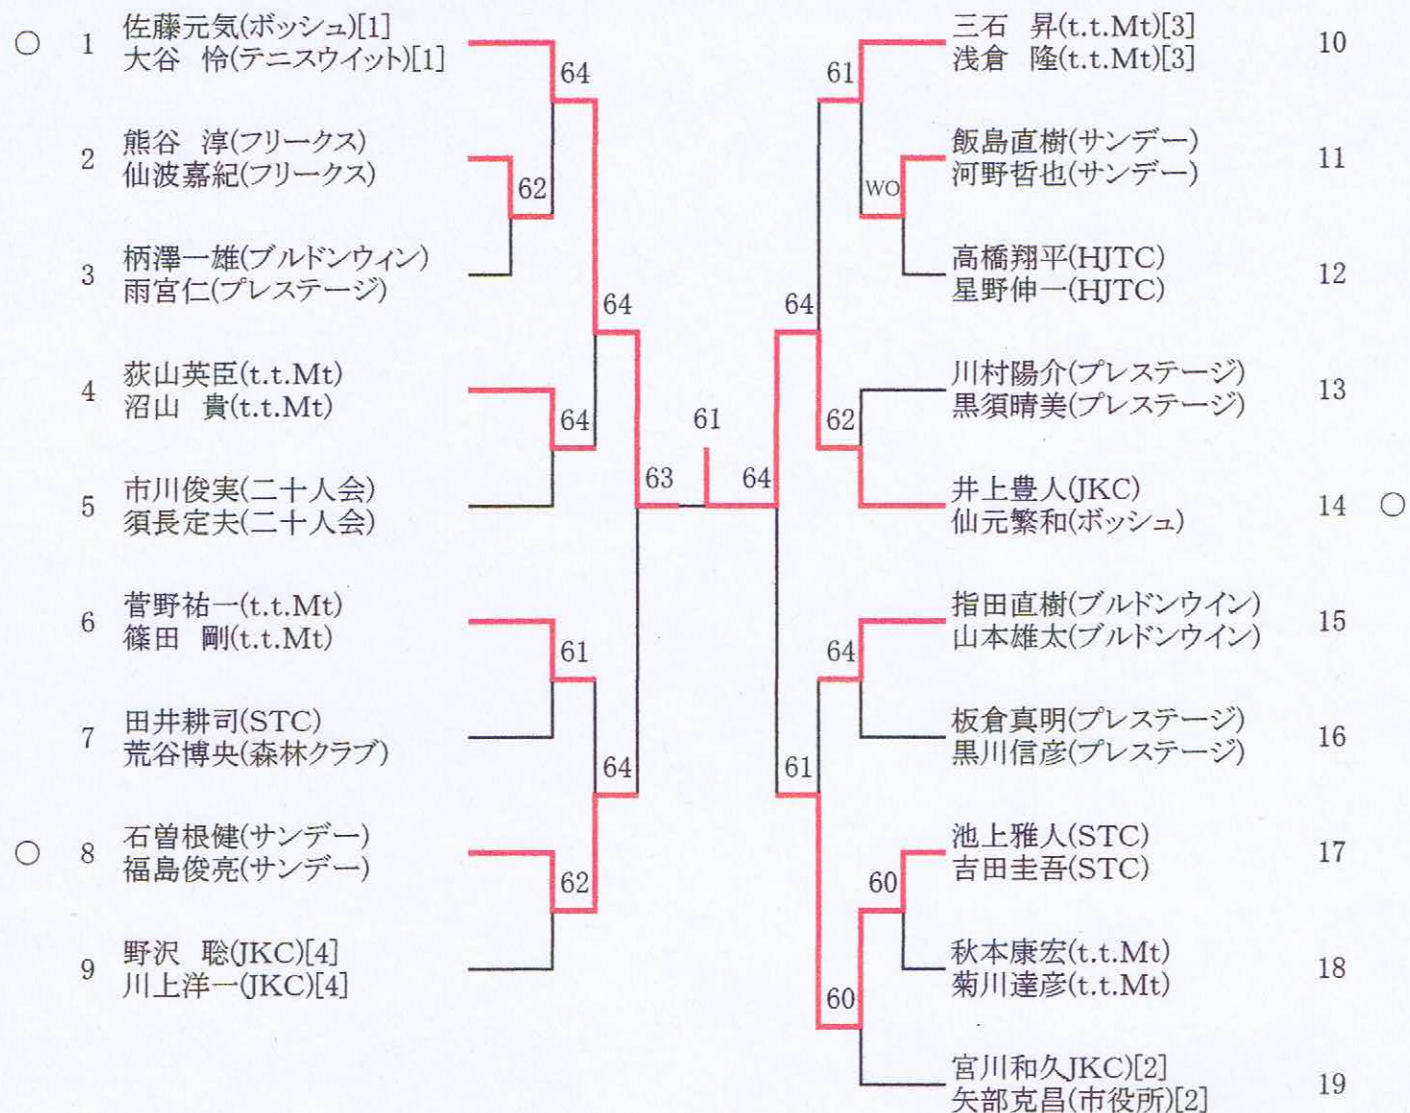 ○ 1 佐藤元気(ボッシュ)[1]
大谷 怜(テニスウイット)[1]
64
2 熊谷 淳(フリークス)
仙波嘉紀(フリークス)
62
3 柄澤一雄(ブルドンウィン)
雨宮仁(プレステージ)
64
4 荻山英臣(t.t.Mt)
沼山 貴(t.t.Mt)
64
5 市川俊実(二十人会)
須長定夫(二十人会)
63
61
64
6 菅野祐一(t.t.Mt)
篠田 剛(t.t.Mt)
61
7 田井耕司(STC)
荒谷博央(森林クラブ)
64
○ 8 石曽根健(サンデー)
福島俊亮(サンデー)
62
9 野沢 聡(JKC)[4]
川上洋一(JKC)[4]
三石 昇(t.t.Mt)[3]
浅倉 隆(t.t.Mt)[3]
10
61
飯島直樹(サンデー)
河野哲也(サンデー)
11
WO
高橋翔平(HJTC)
星野伸一(HJTC)
12
64
川村陽介(プレステージ)
黒須晴美(プレステージ)
13
62
井上豊人(JKC)
仙元繁和(ボッシュ)
14 ○
指田直樹(ブルドンウイン)
山本雄太(ブルドンウイン)
15
64
板倉真明(プレステージ)
黒川信彦(プレステージ)
16
61
池上雅人(STC)
吉田圭吾(STC)
17
60
秋本康宏(t.t.Mt)
菊川達彦(t.t.Mt)
18
60
宮川和久JKC)[2]
矢部克昌(市役所)[2]
19